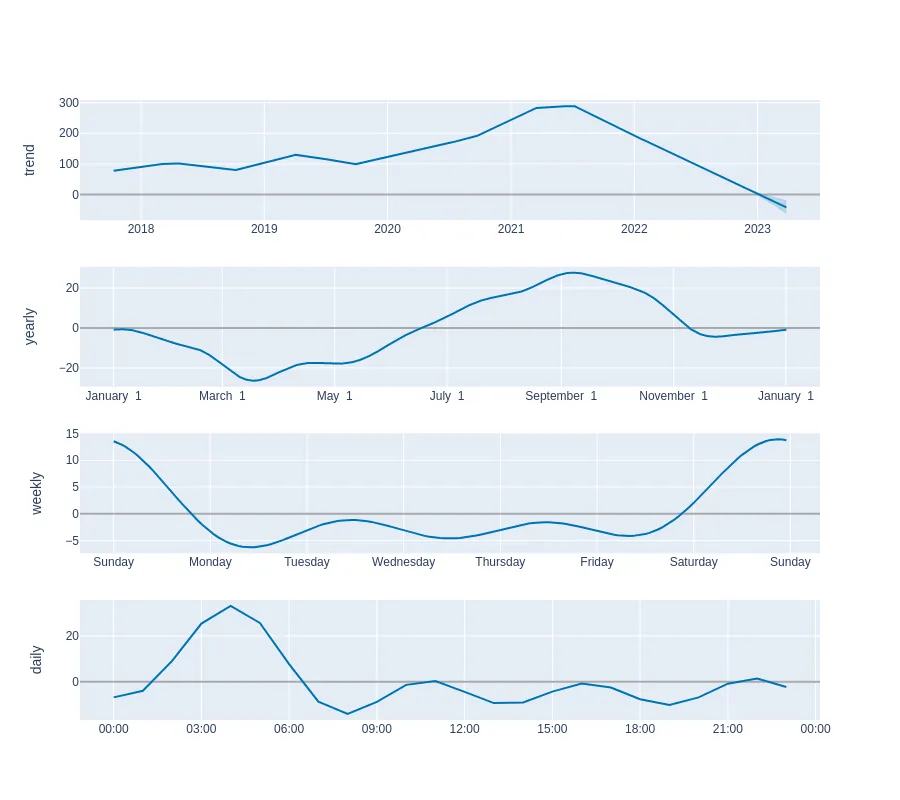 trend
300
200
100
0
2018 2019 2020 2021 2022 2023
yearly
20
0
−20
January 1 March 1 May 1 July 1 September 1 November 1 January 1
weekly
15
10
5
0
−5
Sunday Monday Tuesday Wednesday Thursday Friday Saturday Sunday
daily
20
0
00:00 03:00 06:00 09:00 12:00 15:00 18:00 21:00 00:00